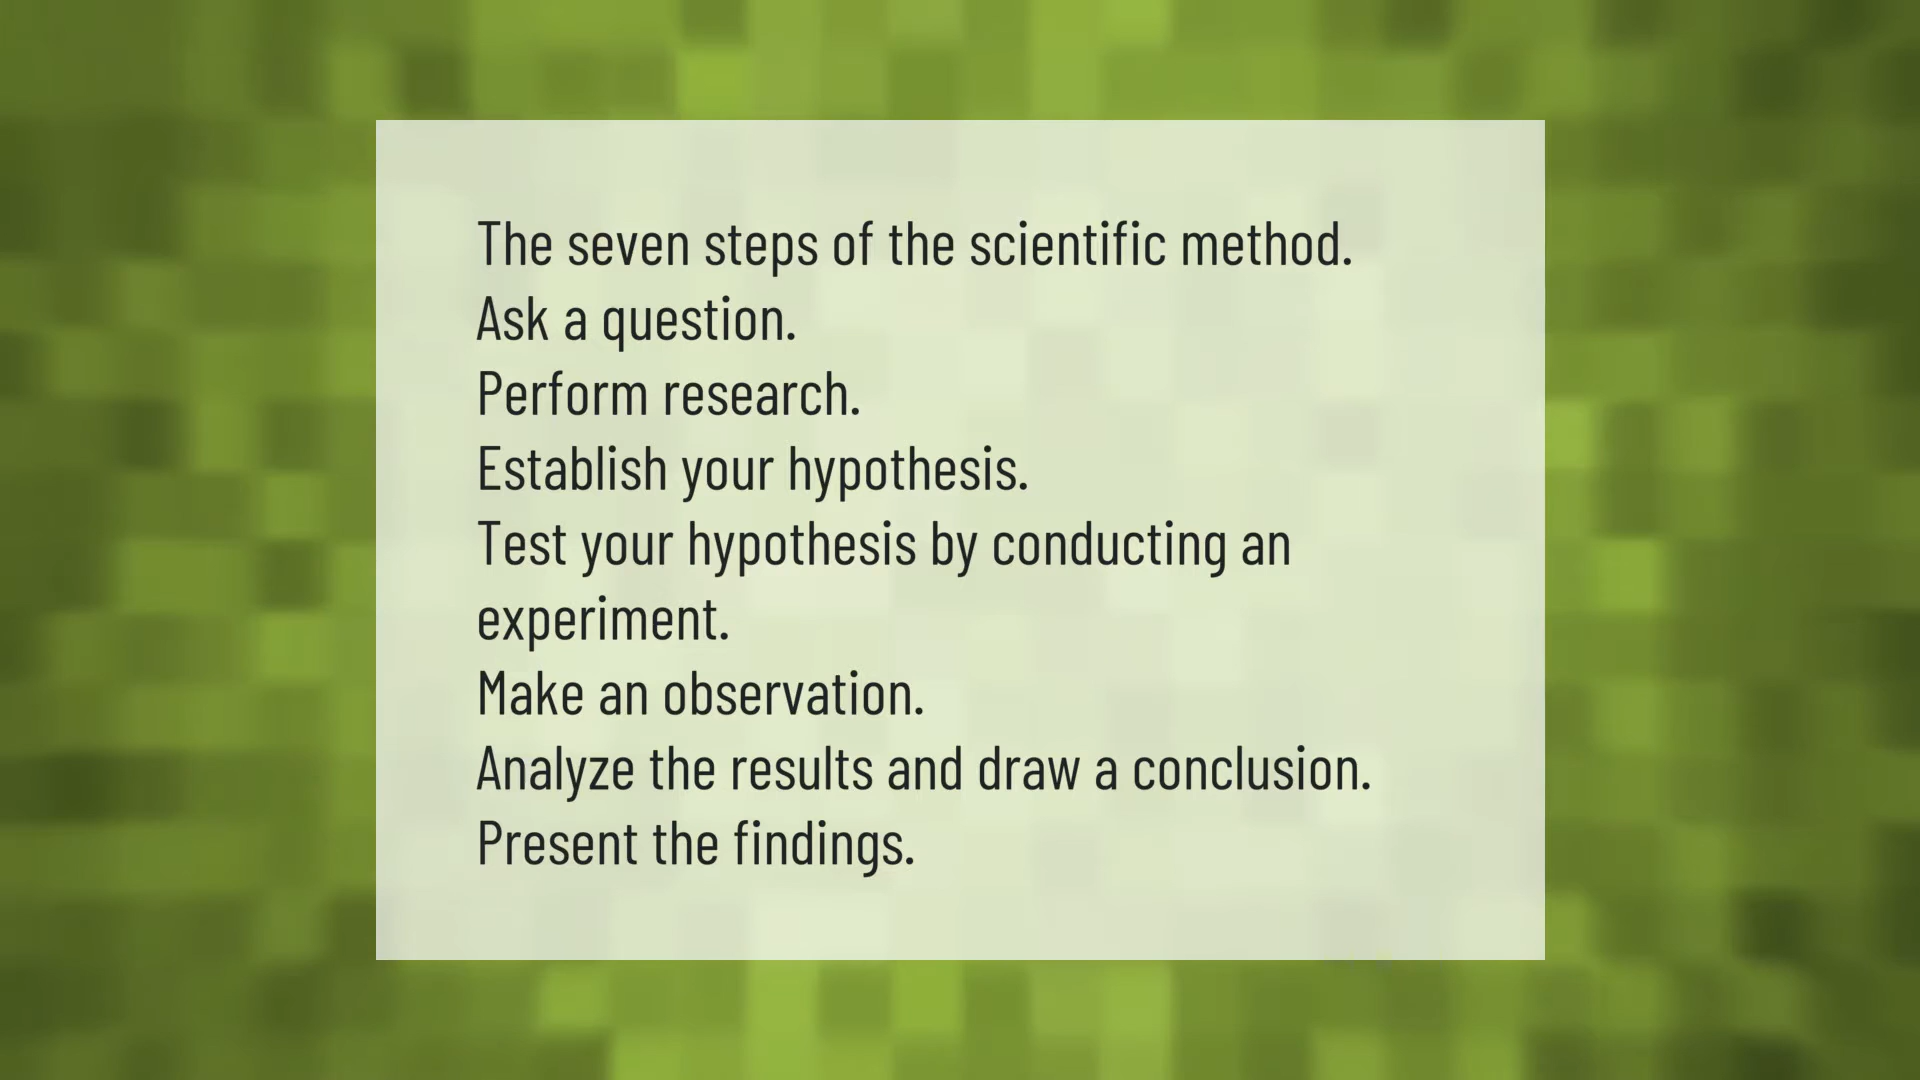 The seven steps of the scientific method.
Ask a question.
Perform research.
Establish your hypothesis.
Test your hypothesis by conducting an
experiment.
Make an observation.
Analyze the results and draw a conclusion.
Present the findings.